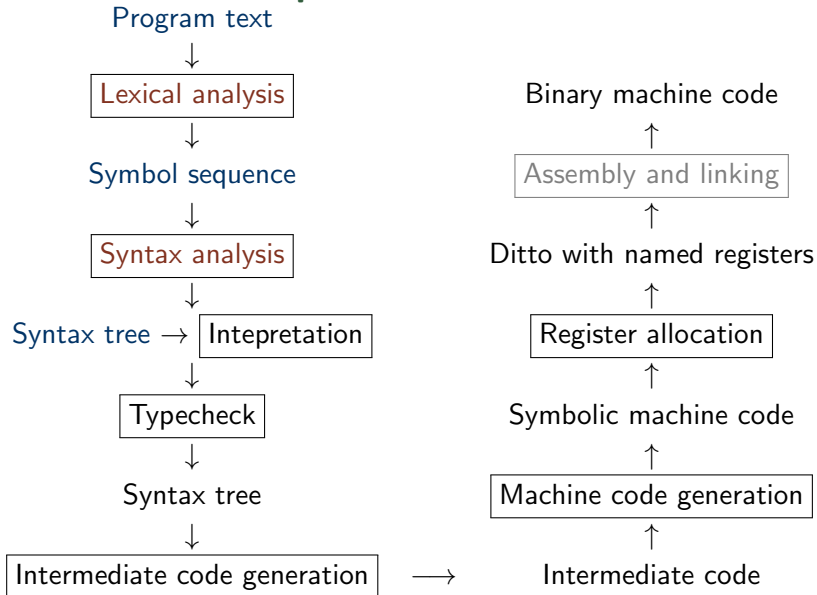 Program text
↓
Lexical analysis
↓
Symbol sequence
↓
Syntax analysis
↓
Syntax tree → Intepretation
↓
Typecheck
↓
Syntax tree
↓
Intermediate code generation ⟶ Intermediate code
↑
Machine code generation
↑
Symbolic machine code
↑
Register allocation
↑
Ditto with named registers
↑
Assembly and linking
↑
Binary machine code